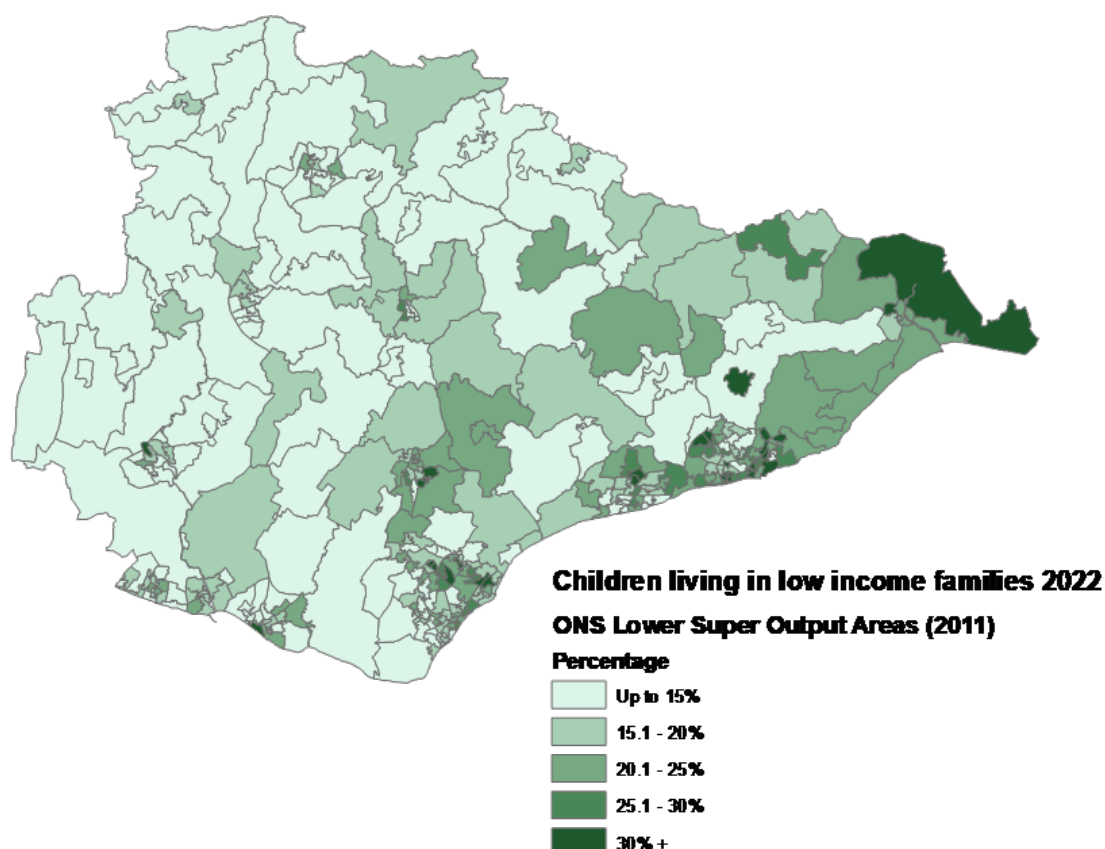 Children living in low income families 2022
ONS Lower Super Output Areas (2011)
Percentage
Up to 15%
15.1 - 20%
20.1 - 25%
25.1 - 30%
30% +